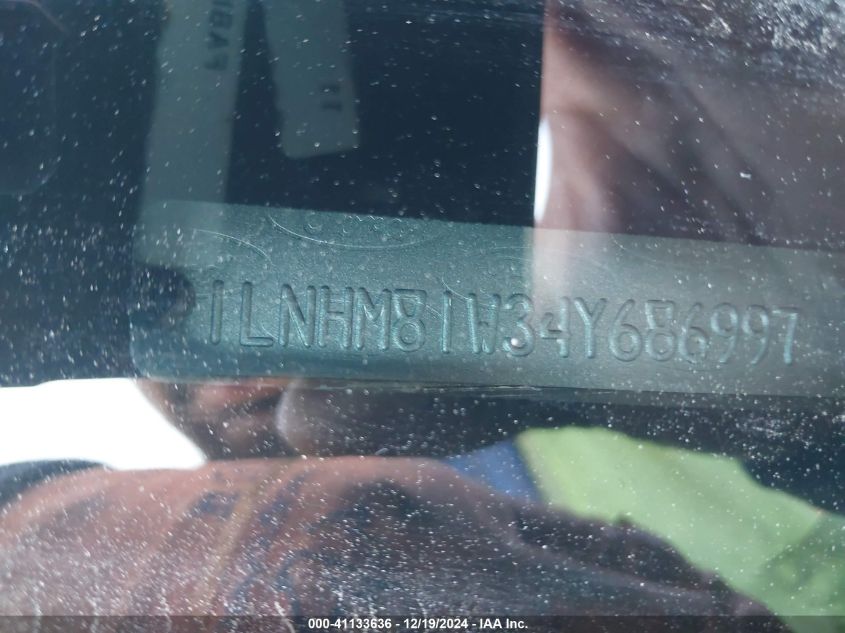 1LNHM81W34Y686997
000-41133636 - 12/19/2024 - IAA Inc.